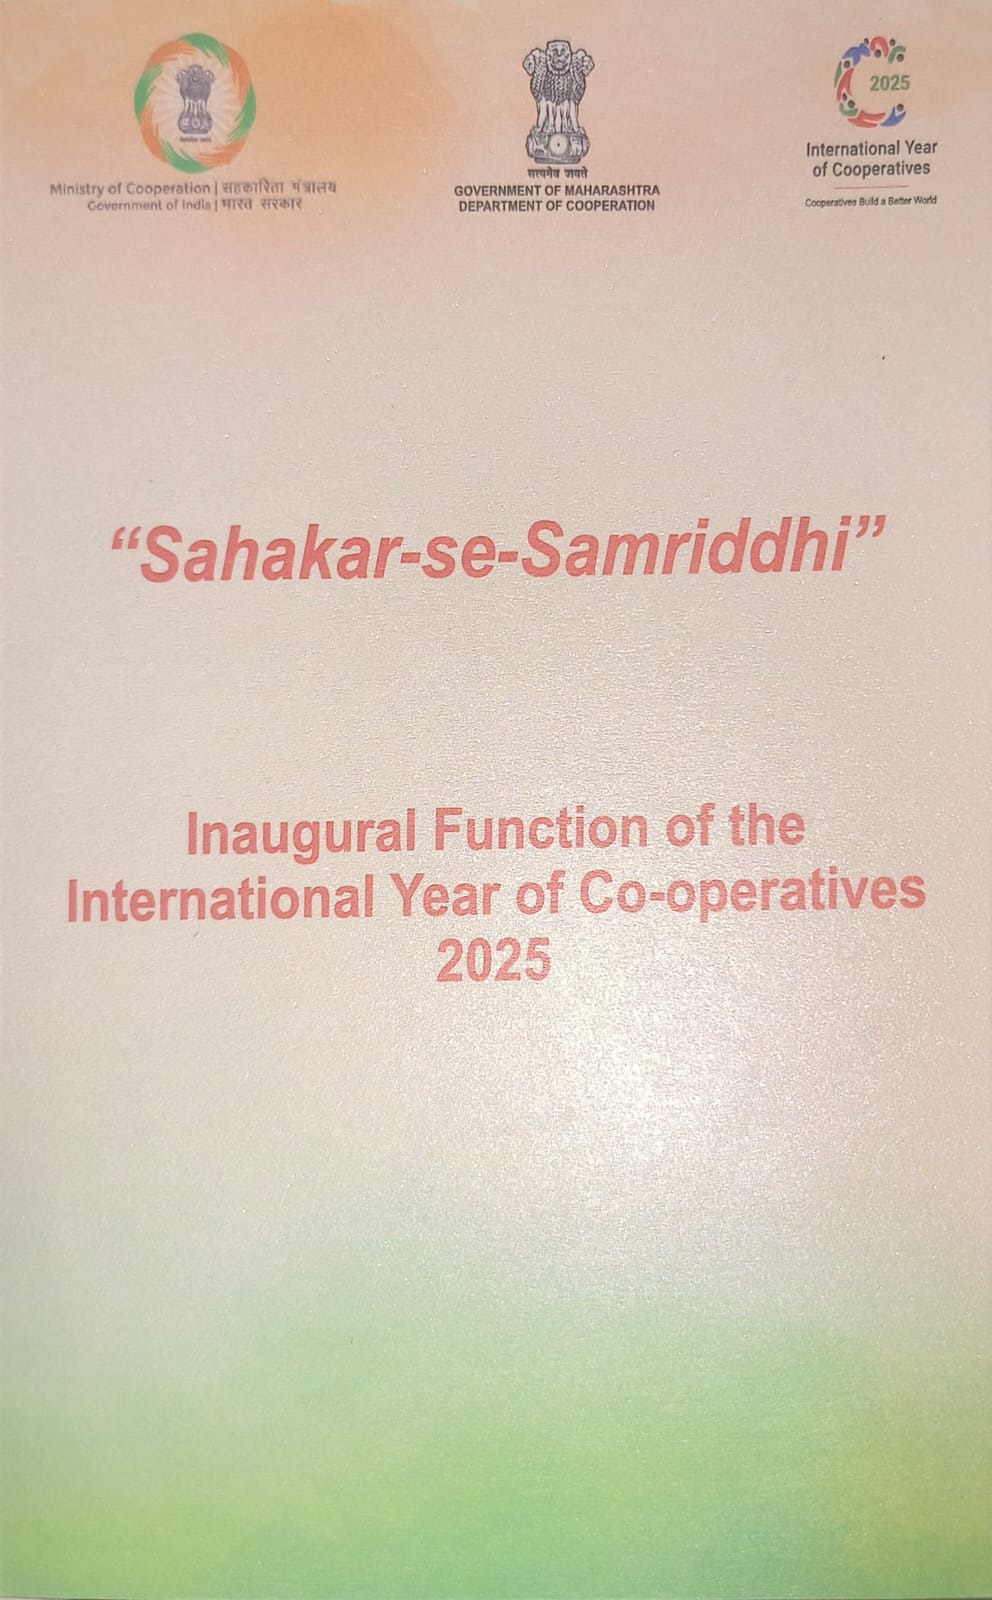 Ministry of Cooperation | सहकारिता मंत्रालय
Government of India | भारत सरकार
सत्यमेव जयते
GOVERNMENT OF MAHARASHTRA
DEPARTMENT OF COOPERATION
2025
International Year
of Cooperatives
Cooperatives Build a Better World
“Sahakar-se-Samriddhi”
Inaugural Function of the
International Year of Co-operatives
2025